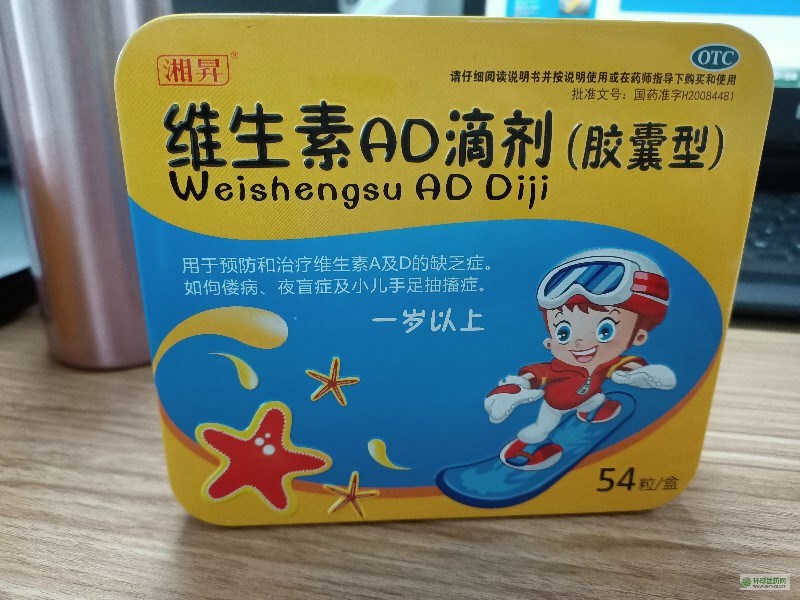 湘昇®
OTC
请仔细阅读说明书并按说明使用或在药师指导下购买和使用
批准文号：国药准字H20084481
维生素AD滴剂(胶囊型)
Weishengsu AD Diji
用于预防和治疗维生素A及D的缺乏症。
如佝偻病、夜盲症及小儿手足抽搐症。
一岁以上
54粒/盒
环球医药网